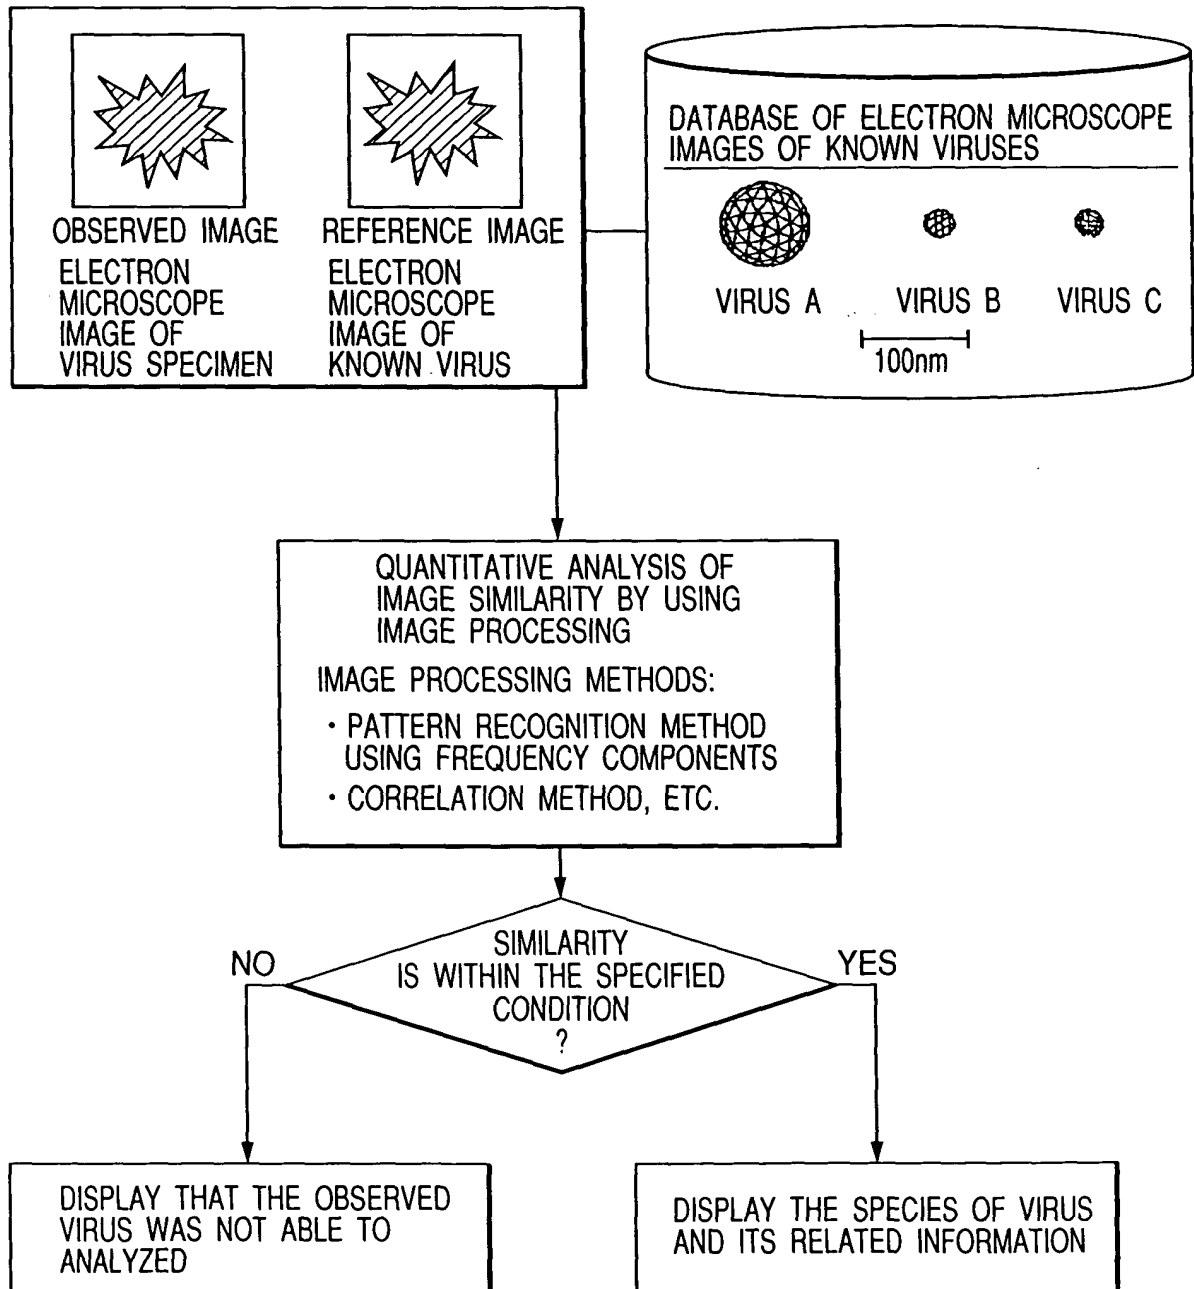 OBSERVED IMAGE
ELECTRON
MICROSCOPE
IMAGE OF
VIRUS SPECIMEN
REFERENCE IMAGE
ELECTRON
MICROSCOPE
IMAGE OF
KNOWN VIRUS
DATABASE OF ELECTRON MICROSCOPE
IMAGES OF KNOWN VIRUSES
VIRUS A
VIRUS B
VIRUS C
100nm
QUANTITATIVE ANALYSIS OF
IMAGE SIMILARITY BY USING
IMAGE PROCESSING
IMAGE PROCESSING METHODS:
・PATTERN RECOGNITION METHOD
USING FREQUENCY COMPONENTS
・CORRELATION METHOD, ETC.
SIMILARITY
IS WITHIN THE SPECIFIED
CONDITION
?
NO
YES
DISPLAY THAT THE OBSERVED
VIRUS WAS NOT ABLE TO
ANALYZED
DISPLAY THE SPECIES OF VIRUS
AND ITS RELATED INFORMATION